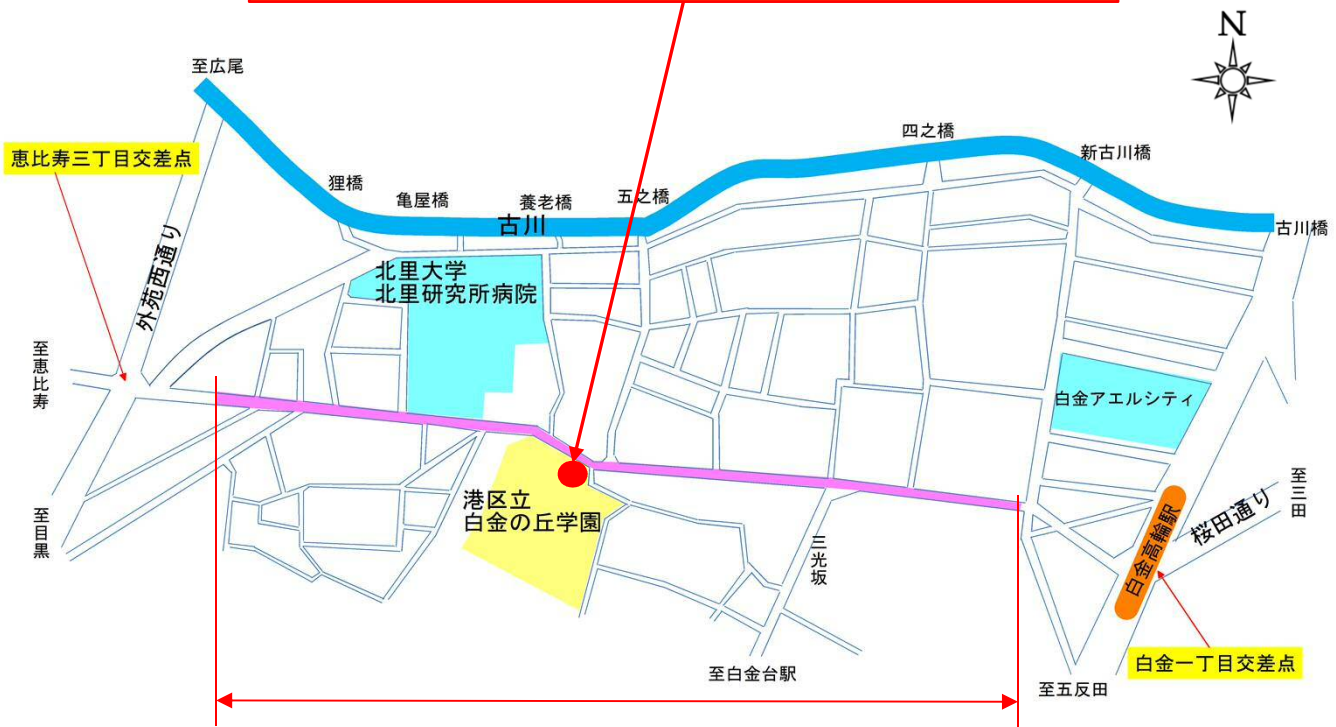 N
至広尾
四之橋
新古川橋
恵比寿三丁目交差点
狸橋
亀屋橋
養老橋
五之橋
古川
古川橋
外苑西通り
北里大学
北里研究所病院
至恵比寿
白金アエルシティ
港区立
白金の丘学園
至目黒
三光坂
白金高輪駅
桜田通り
至三田
至白金台駅
白金一丁目交差点
至五反田